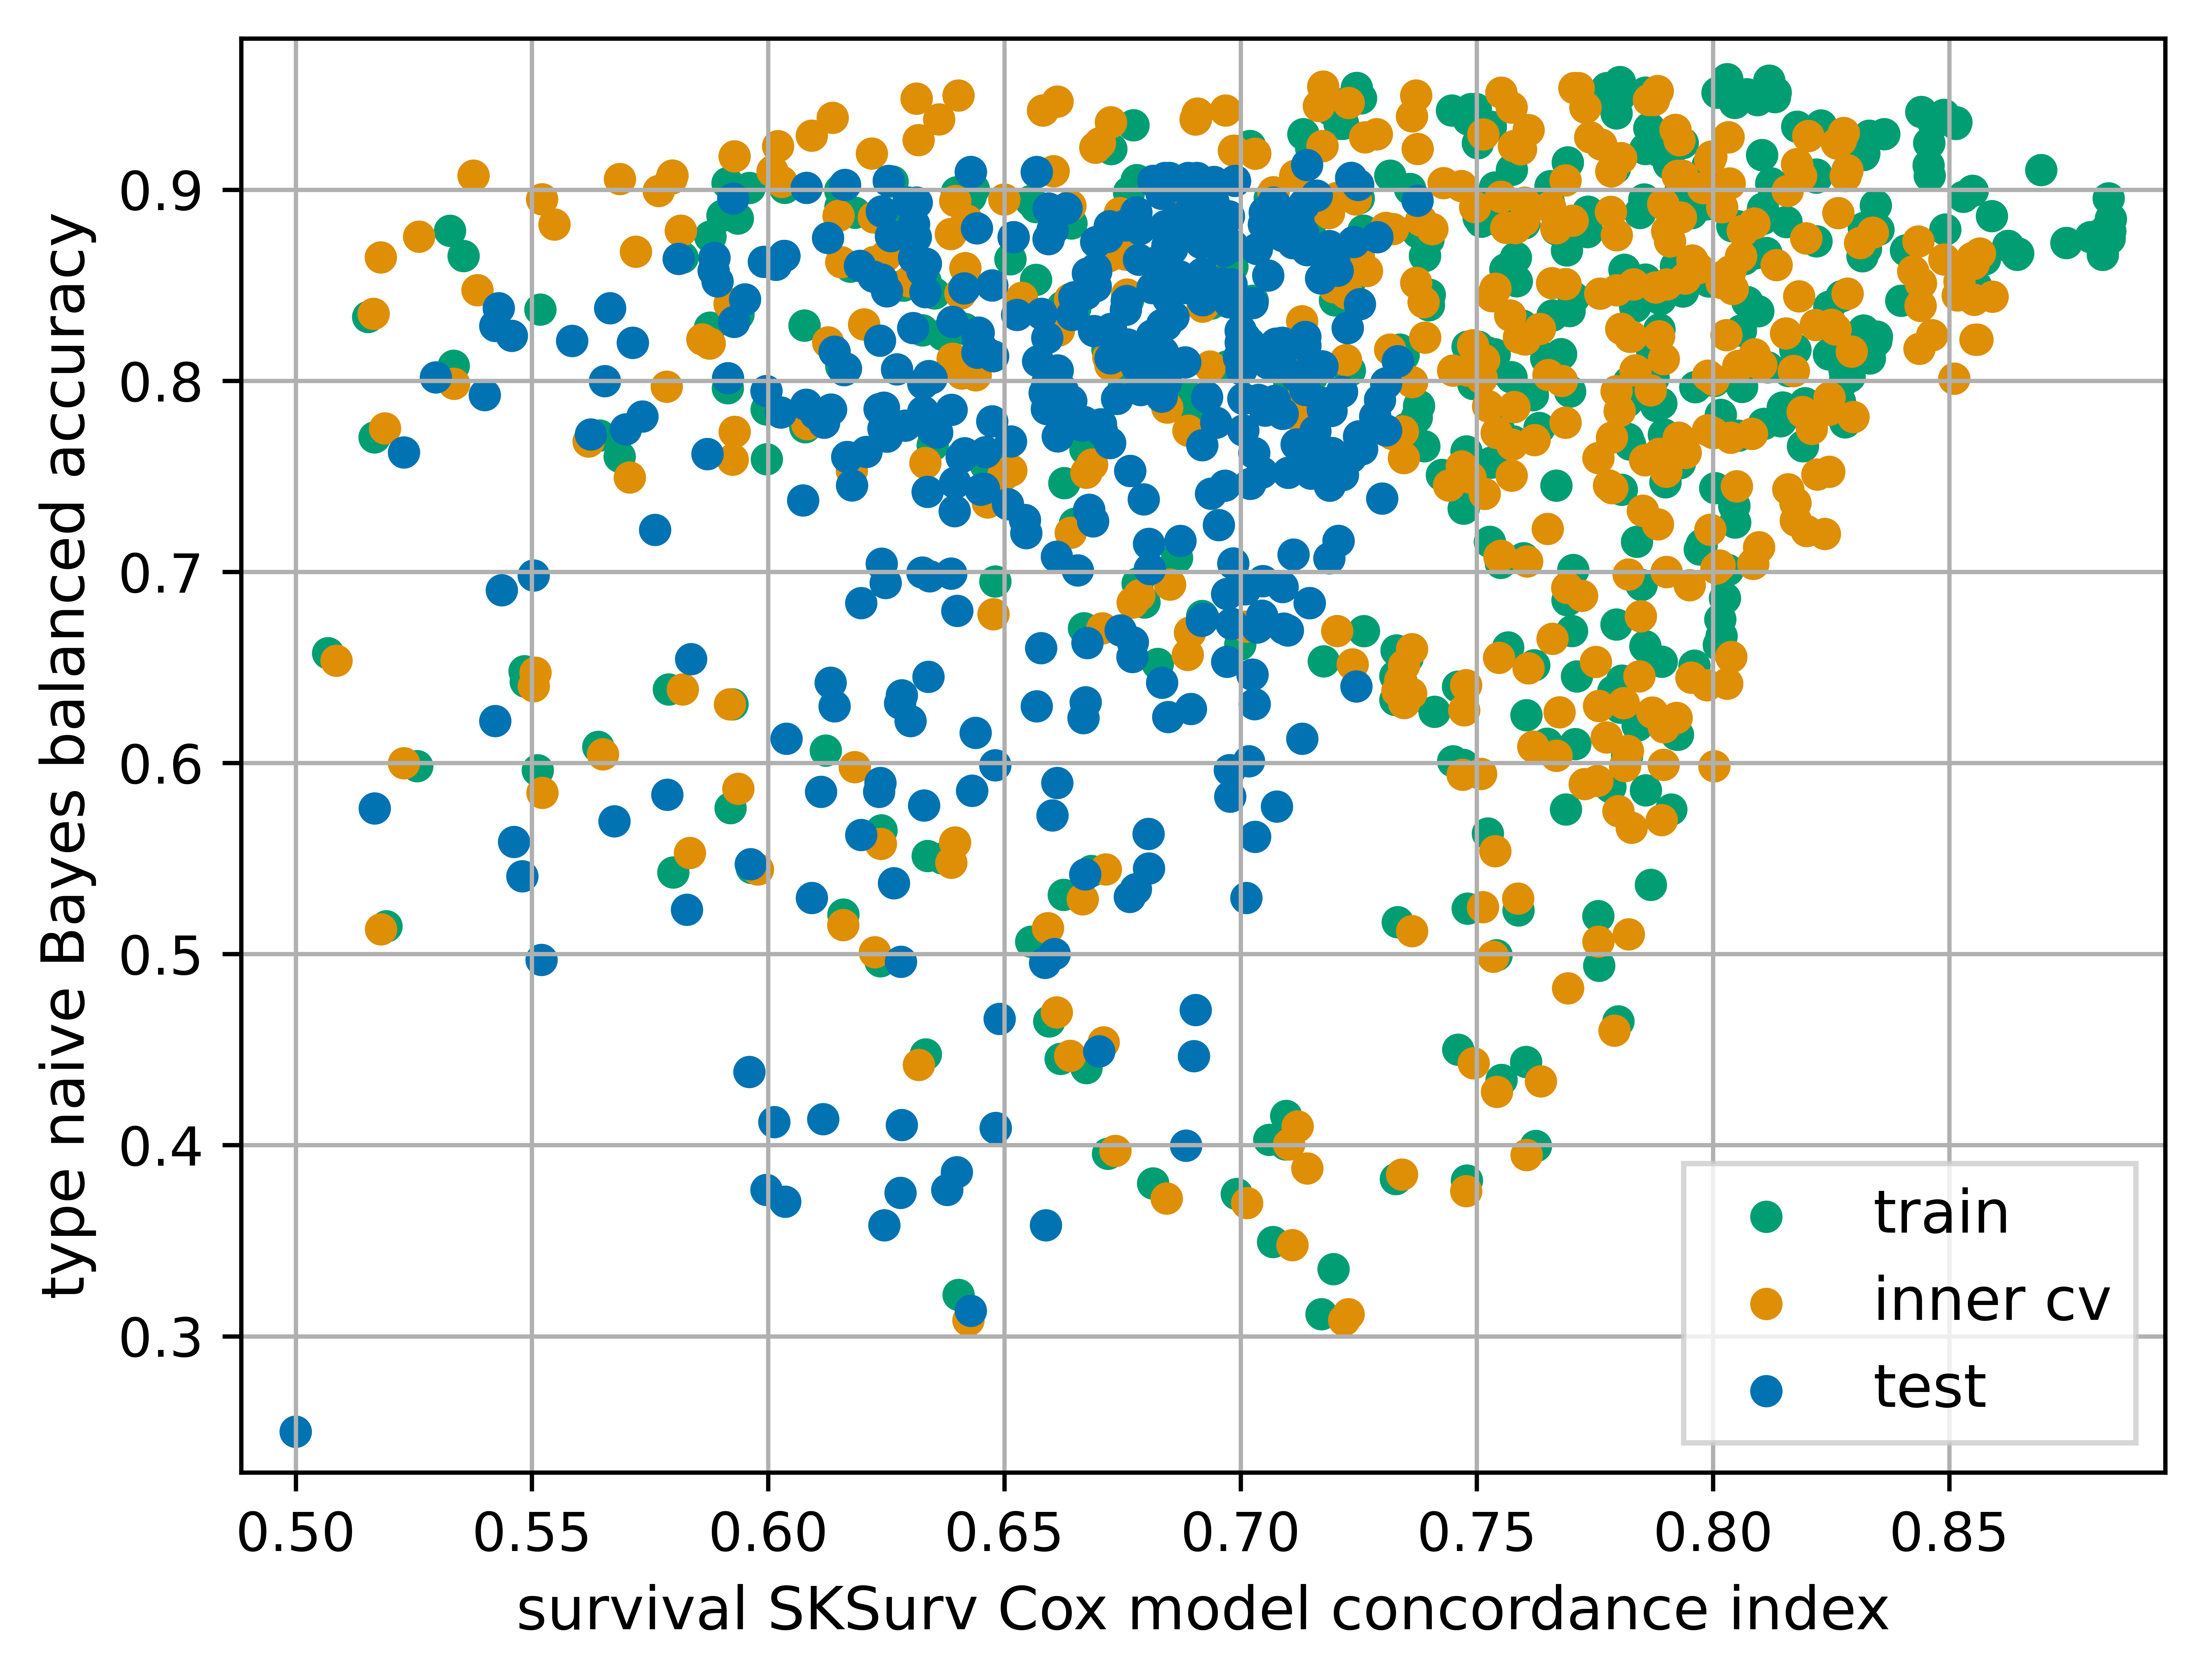 type naive Bayes balanced accuracy
0.9
0.8
0.7
0.6
0.5
0.4
0.3
train
inner cv
test
0.50 0.55 0.60 0.65 0.70 0.75 0.80 0.85
survival SKSurv Cox model concordance index